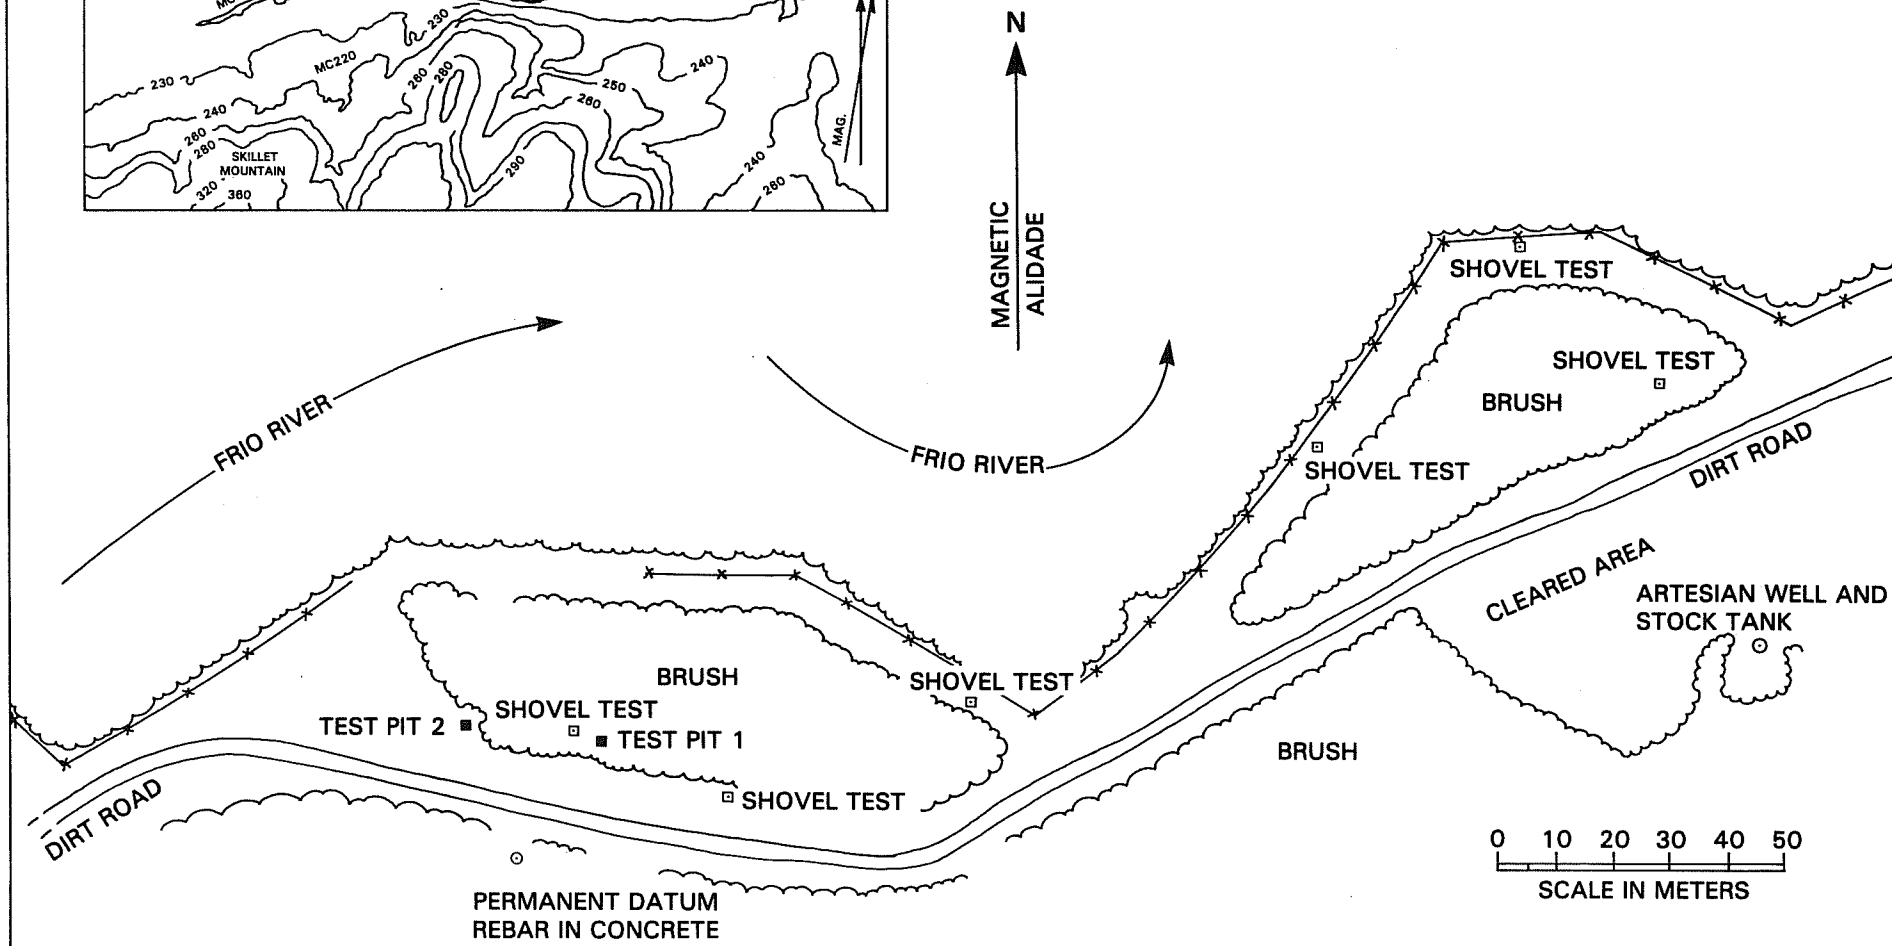 230
MC220
230
260
280
240
250
260
240
260
280
SKILLET
MOUNTAIN
320
360
290
240
260
240
MAG.
N
MAGNETIC
ALIDADE
SHOVEL TEST
SHOVEL TEST
BRUSH
FRIO RIVER
FRIO RIVER
SHOVEL TEST
DIRT ROAD
CLEARED AREA
ARTESIAN WELL AND
STOCK TANK
BRUSH
SHOVEL TEST
SHOVEL TEST
TEST PIT 2
TEST PIT 1
BRUSH
SHOVEL TEST
DIRT ROAD
0 10 20 30 40 50
SCALE IN METERS
PERMANENT DATUM
REBAR IN CONCRETE